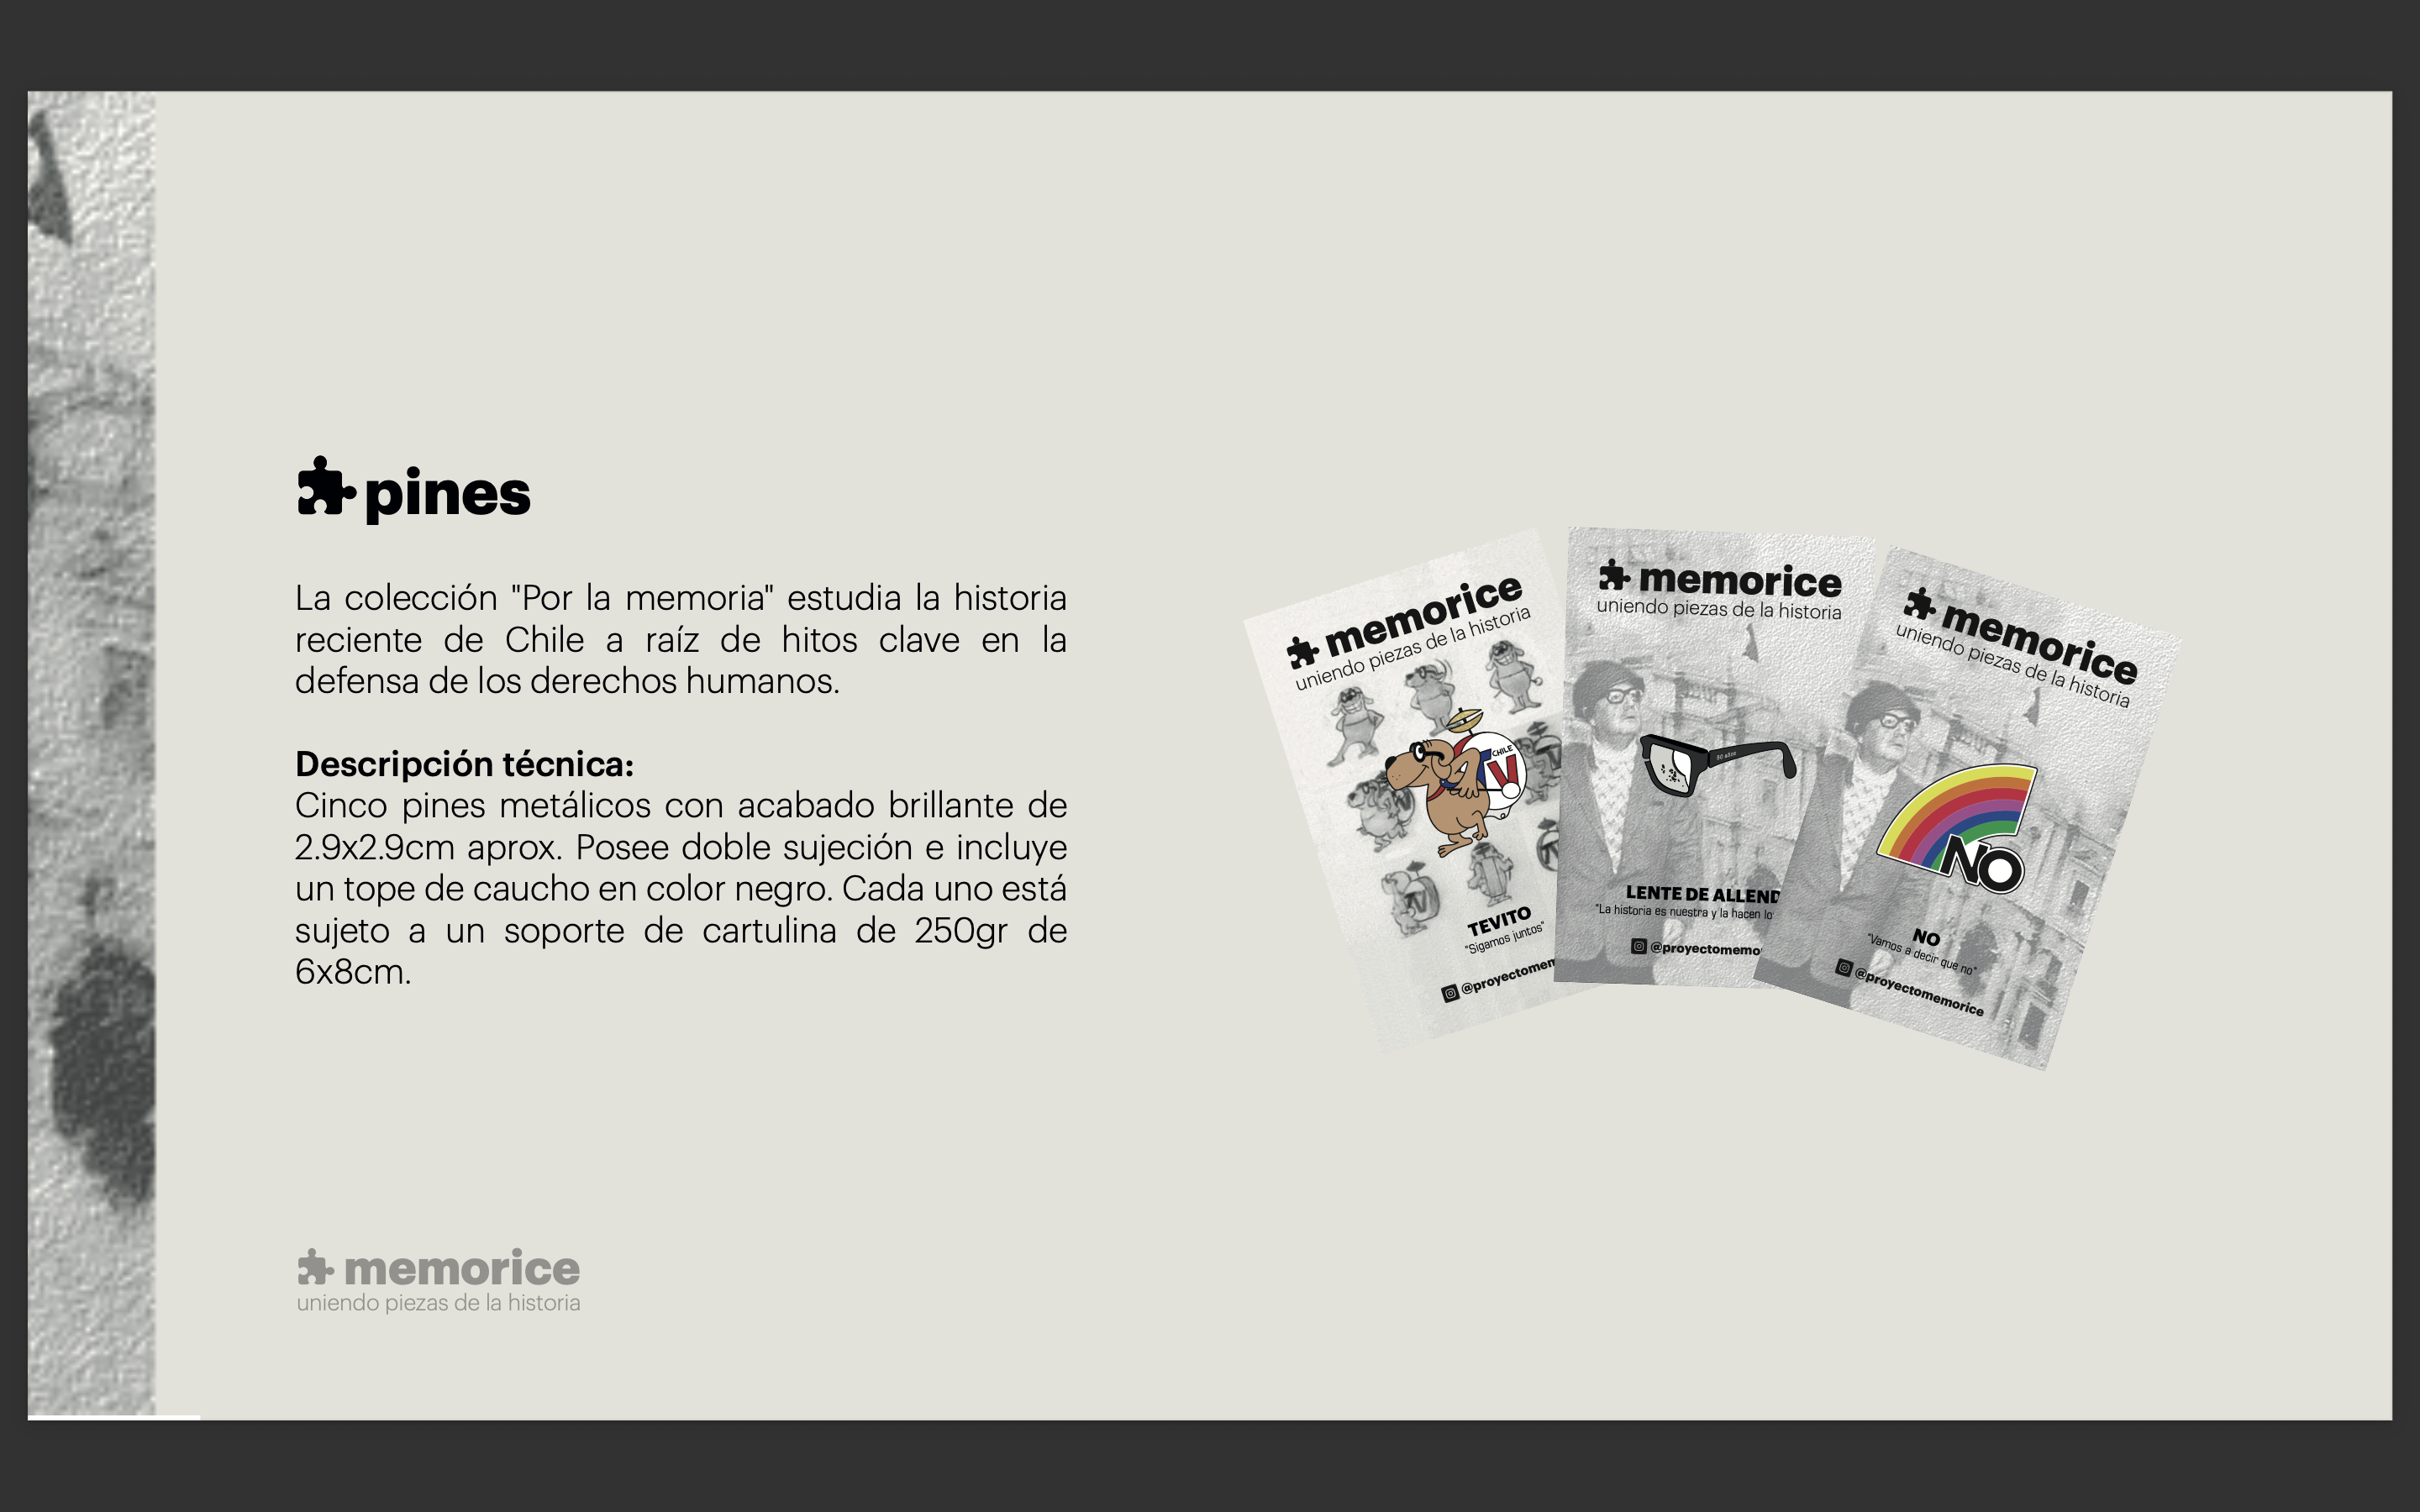 pines
La colección "Por la memoria" estudia la historia
reciente de Chile a raíz de hitos clave en la
defensa de los derechos humanos.
Descripción técnica:
Cinco pines metálicos con acabado brillante de
2.9x2.9cm aprox. Posee doble sujeción e incluye
un tope de caucho en color negro. Cada uno está
sujeto a un soporte de cartulina de 250gr de
6x8cm.
memorice
uniendo piezas de la historia
memorice
uniendo piezas de la historia
CHILE
TEVITO
"Sigamos juntos"
@proyectomem
memorice
uniendo piezas de la historia
50 años
LENTE DE ALLEND
"La historia es nuestra y la hacen lo
@proyectomemo
memorice
uniendo piezas de la historia
NO
NO
"Vamos a decir que no"
@proyectomemorice